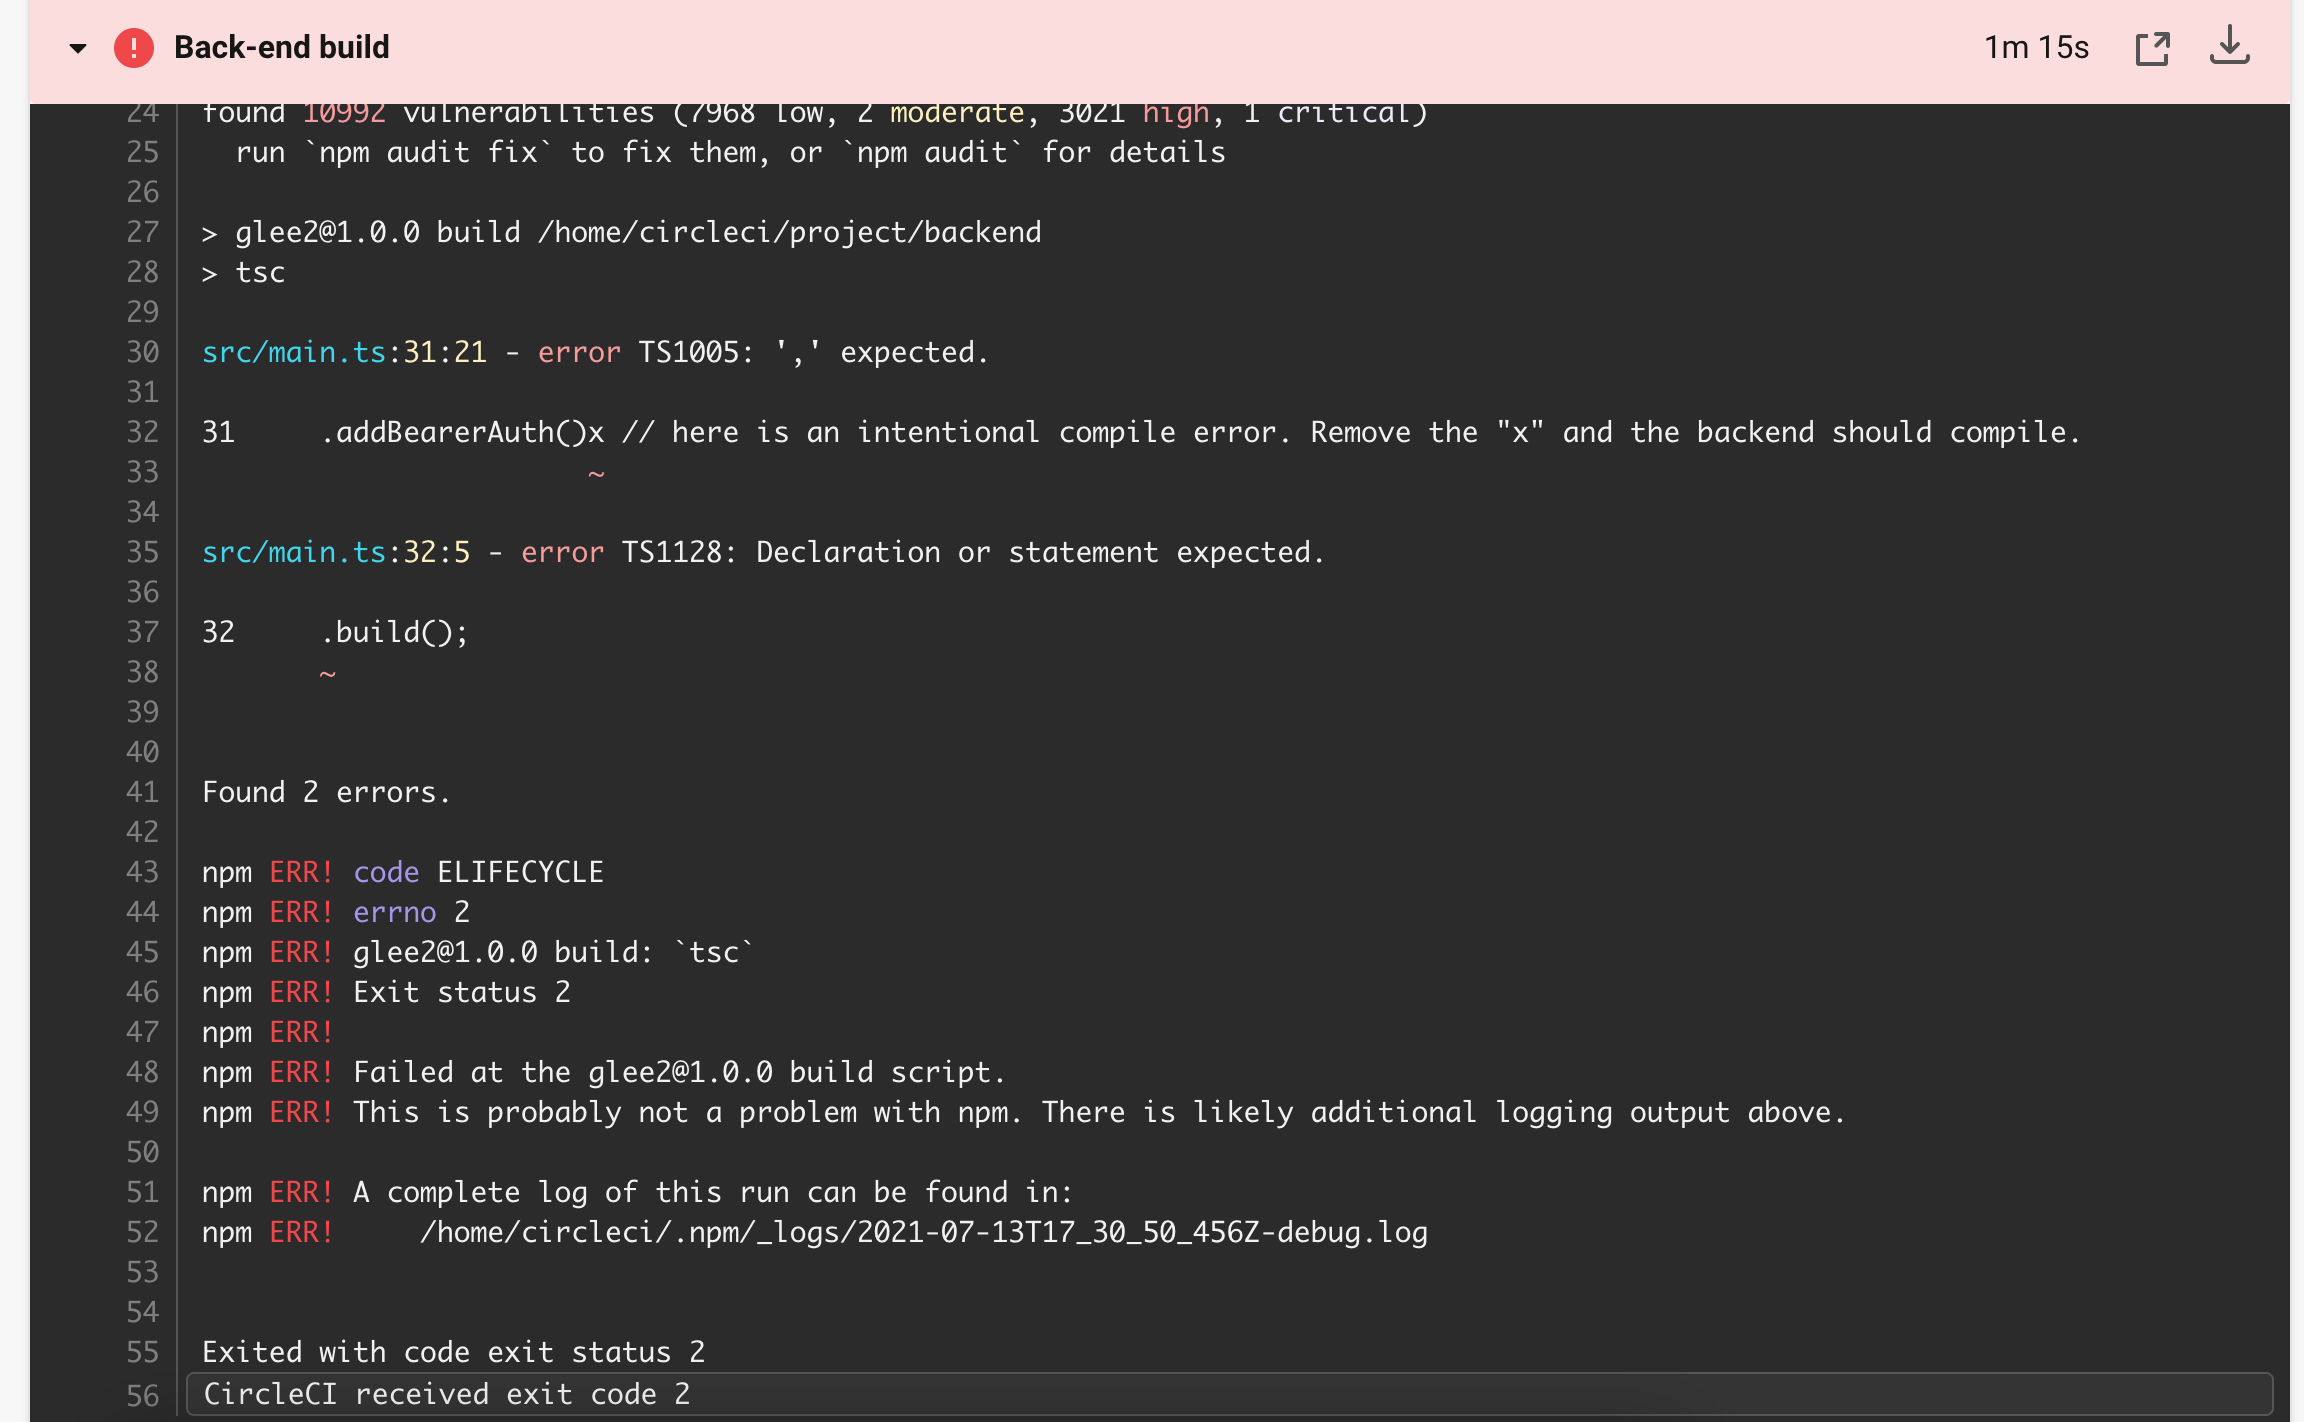 Back-end build
1m 15s
24 found 10992 vulnerabilities (7968 low, 2 moderate, 3021 high, 1 critical)
25   run `npm audit fix` to fix them, or `npm audit` for details
26
27 > glee2@1.0.0 build /home/circleci/project/backend
28 > tsc
29
30 src/main.ts:31:21 - error TS1005: ',' expected.
31
32 31     .addBearerAuth()x // here is an intentional compile error. Remove the "x" and the backend should compile.
33                        ~
34
35 src/main.ts:32:5 - error TS1128: Declaration or statement expected.
36
37 32     .build();
38        ~
39
40
41 Found 2 errors.
42
43 npm ERR! code ELIFECYCLE
44 npm ERR! errno 2
45 npm ERR! glee2@1.0.0 build: `tsc`
46 npm ERR! Exit status 2
47 npm ERR!
48 npm ERR! Failed at the glee2@1.0.0 build script.
49 npm ERR! This is probably not a problem with npm. There is likely additional logging output above.
50
51 npm ERR! A complete log of this run can be found in:
52 npm ERR!     /home/circleci/.npm/_logs/2021-07-13T17_30_50_456Z-debug.log
53
54
55 Exited with code exit status 2
56 CircleCI received exit code 2